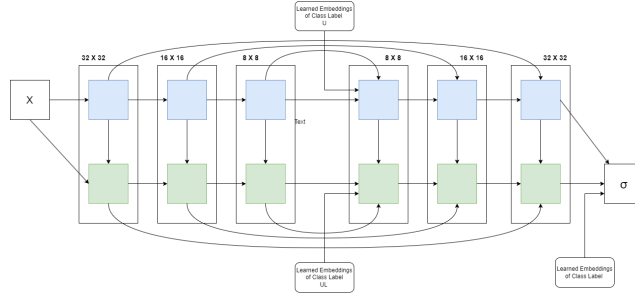 Learned Embeddings
of Class Label
U
32 X 32
16 X 16
8 X 8
8 X 8
16 X 16
32 X 32
X
Text
σ
Learned Embeddings
of Class Label
UL
Learned Embeddings
of Class Label